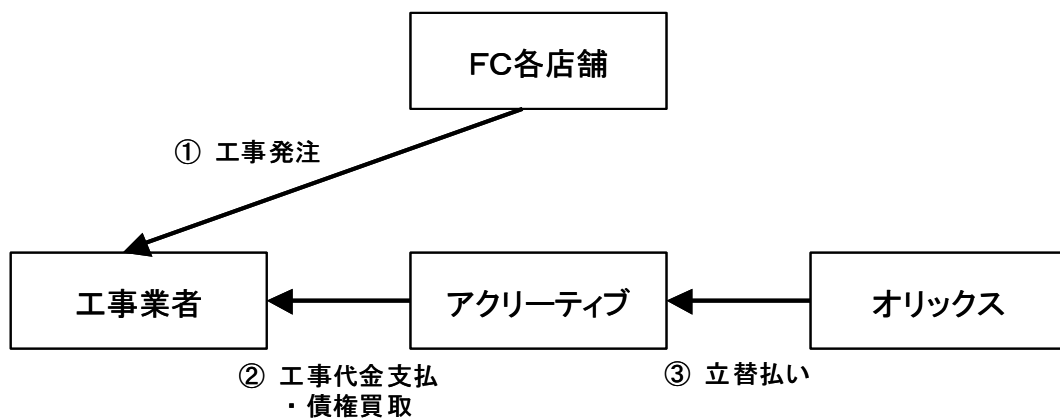 FC各店舗
① 工事発注
工事業者
アクリーティブ
オリックス
② 工事代金支払
・債権買取
③ 立替払い